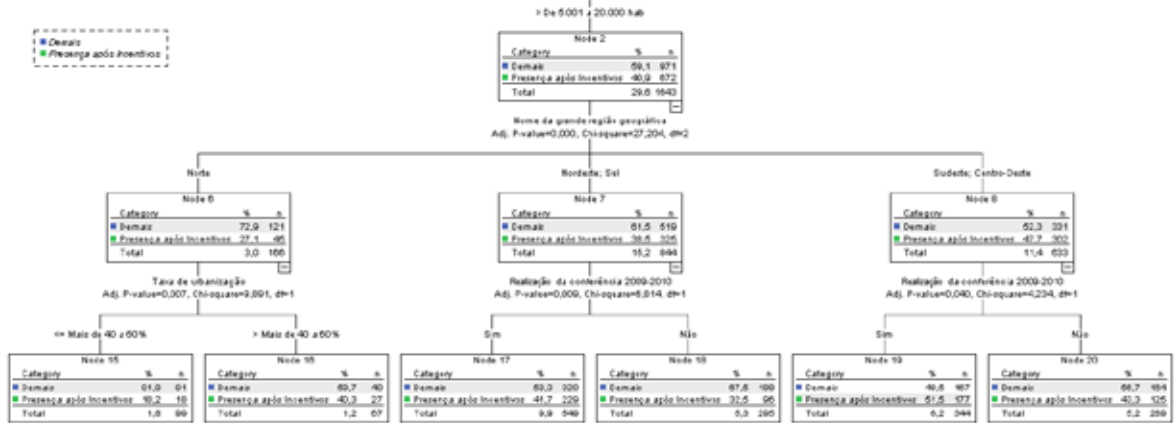 > De 5.001 a 20.000 hab
Demais
Presença após Incentivos
Node 2
Category % n
Demais 59,1 971
Presença após Incentivos 40,9 672
Total 29,6 1643
Nome da grande região geográfica
Adj. P-value=0,000, Chi-square=27,204, df=2
Norte
Nordeste; Sul
Sudeste; Centro-Oeste
Node 6
Category % n
Demais 72,9 121
Presença após Incentivos 27,1 45
Total 3,0 166
Node 7
Category % n
Demais 61,5 519
Presença após Incentivos 38,5 325
Total 15,2 844
Node 8
Category % n
Demais 52,3 331
Presença após Incentivos 47,7 302
Total 11,4 633
Taxa de urbanização
Adj. P-value=0,007, Chi-square=9,891, df=1
Realização da conferência 2009-2010
Adj. P-value=0,009, Chi-square=6,814, df=1
Realização da conferência 2009-2010
Adj. P-value=0,040, Chi-square=4,234, df=1
<= Mais de 40 a 60%
> Mais de 40 a 60%
Sim
Não
Sim
Não
Node 15
Category % n
Demais 81,8 81
Presença após Incentivos 18,2 18
Total 1,8 99
Node 16
Category % n
Demais 59,7 40
Presença após Incentivos 40,3 27
Total 1,2 67
Node 17
Category % n
Demais 58,3 320
Presença após Incentivos 41,7 229
Total 9,9 549
Node 18
Category % n
Demais 67,5 199
Presença após Incentivos 32,5 96
Total 5,3 295
Node 19
Category % n
Demais 48,5 167
Presença após Incentivos 51,5 177
Total 6,2 344
Node 20
Category % n
Demais 56,7 164
Presença após Incentivos 43,3 125
Total 5,2 289